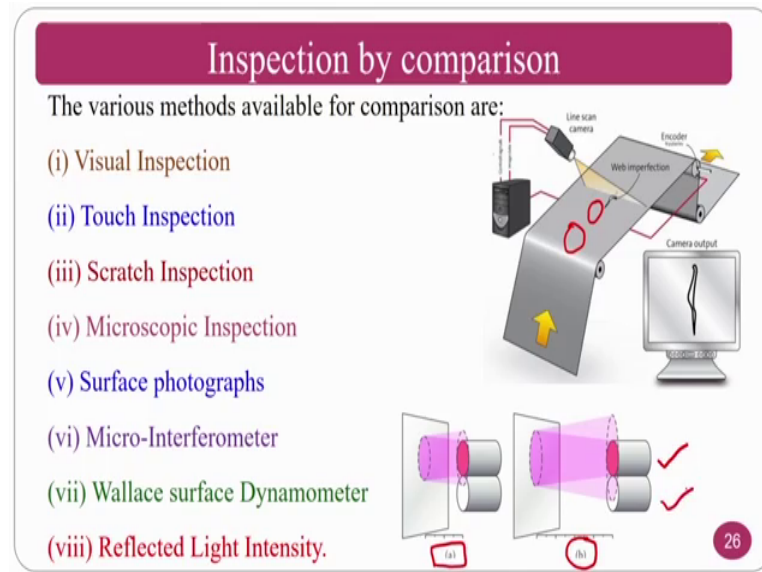 Inspection by comparison
The various methods available for comparison are:
(i) Visual Inspection
(ii) Touch Inspection
(iii) Scratch Inspection
(iv) Microscopic Inspection
(v) Surface photographs
(vi) Micro-Interferometer
(vii) Wallace surface Dynamometer
(viii) Reflected Light Intensity.
Line scan
camera
Encoder
Web imperfection
Camera output
(a)
(b)
26